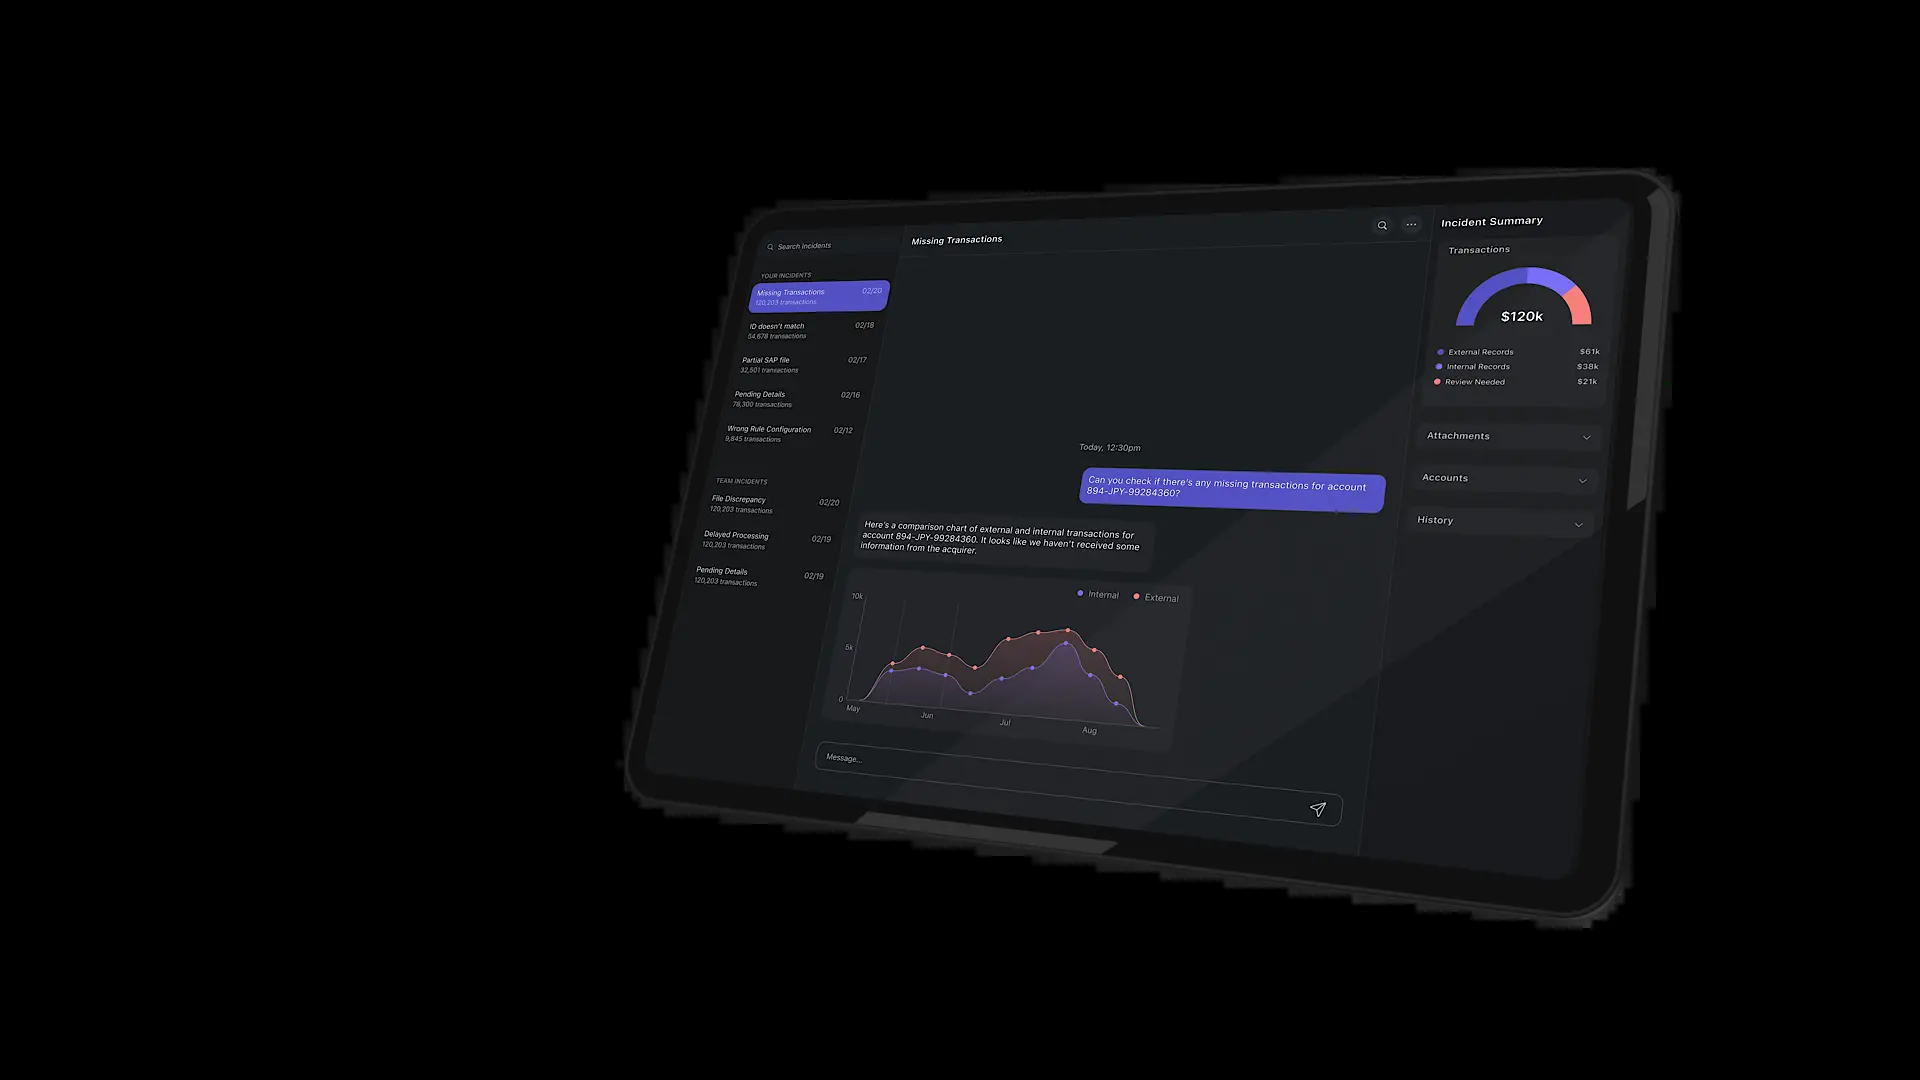 Search Incidents
YOUR INCIDENTS
Missing Transactions 02/20
120,203 transactions
ID doesn't match 02/18
54,678 transactions
Partial SAP file 02/17
32,501 transactions
Pending Details 02/16
78,300 transactions
Wrong Rule Configuration 02/12
9,845 transactions
TEAM INCIDENTS
File Discrepancy 02/20
120,203 transactions
Delayed Processing 02/19
120,203 transactions
Pending Details 02/19
120,203 transactions
Missing Transactions
Today, 12:30pm
Can you check if there's any missing transactions for account
894-JPY-99284360?
Here's a comparison chart of external and internal transactions for
account 894-JPY-99284360. It looks like we haven't received some
information from the acquirer.
Internal External
10k
5k
0
May Jun Jul Aug
Message...
Incident Summary
Transactions
$120k
External Records $61k
Internal Records $38k
Review Needed $21k
Attachments
Accounts
History